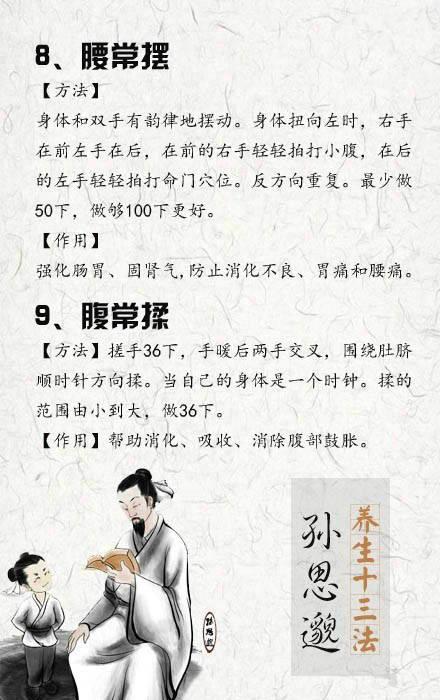 8、腰常摆
【方法】
身体和双手有韵律地摆动。身体扭向左时，右手
在前左手在后，在前的右手轻轻拍打小腹，在后
的左手轻轻拍打命门穴位。反方向重复。最少做
50下，做够100下更好。
【作用】
强化肠胃、固肾气,防止消化不良、胃痛和腰痛。
9、腹常揉
【方法】搓手36下，手暖后两手交叉，围绕肚脐
顺时针方向揉。当自己的身体是一个时钟。揉的
范围由小到大，做36下。
【作用】帮助消化、吸收、消除腹部鼓胀。
养生十三法
孙思邈